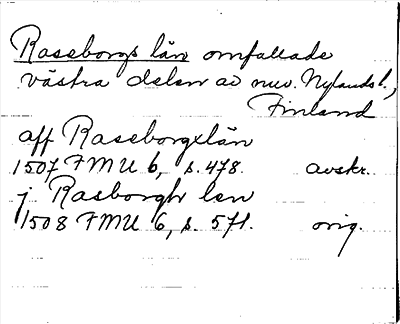 Raseborgs län omfattade
västra delen av nuv. Nylands l.,
Finland
aff Raseborgxlän
1507 FMU 6, s. 478. avskr.
j Rasborgh len
1508 FMU 6, s. 571. orig.